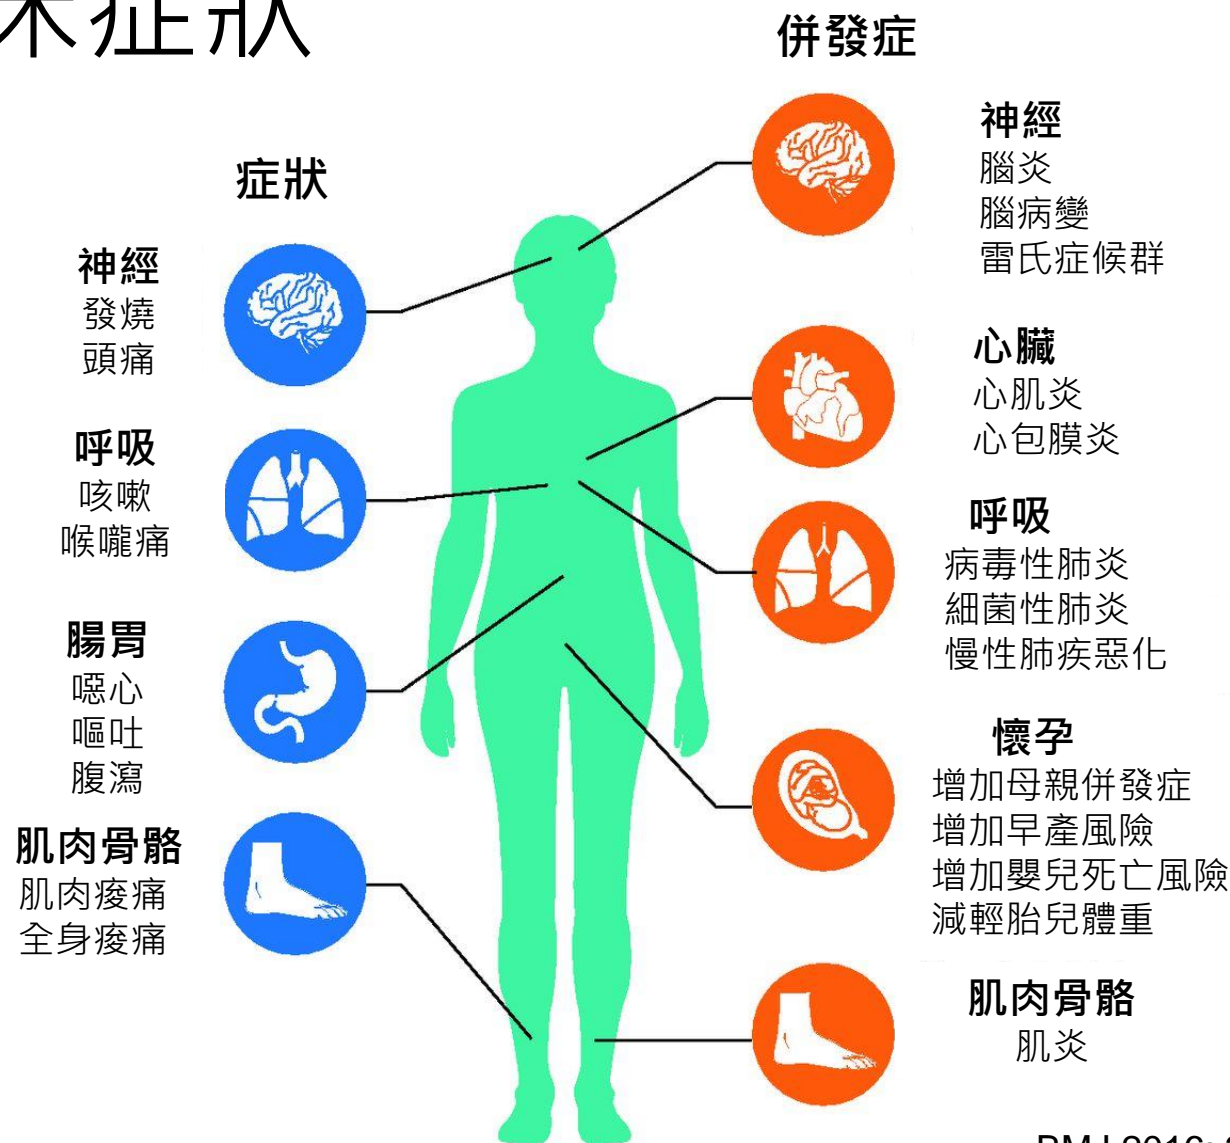 床症狀
症狀
神經
發燒
頭痛
呼吸
咳嗽
喉嚨痛
腸胃
噁心
嘔吐
腹瀉
肌肉骨骼
肌肉痠痛
全身痠痛
併發症
神經
腦炎
腦病變
雷氏症候群
心臟
心肌炎
心包膜炎
呼吸
病毒性肺炎
細菌性肺炎
慢性肺疾惡化
懷孕
增加母親併發症
增加早產風險
增加嬰兒死亡風險
減輕胎兒體重
肌肉骨骼
肌炎
BMJ 2016;